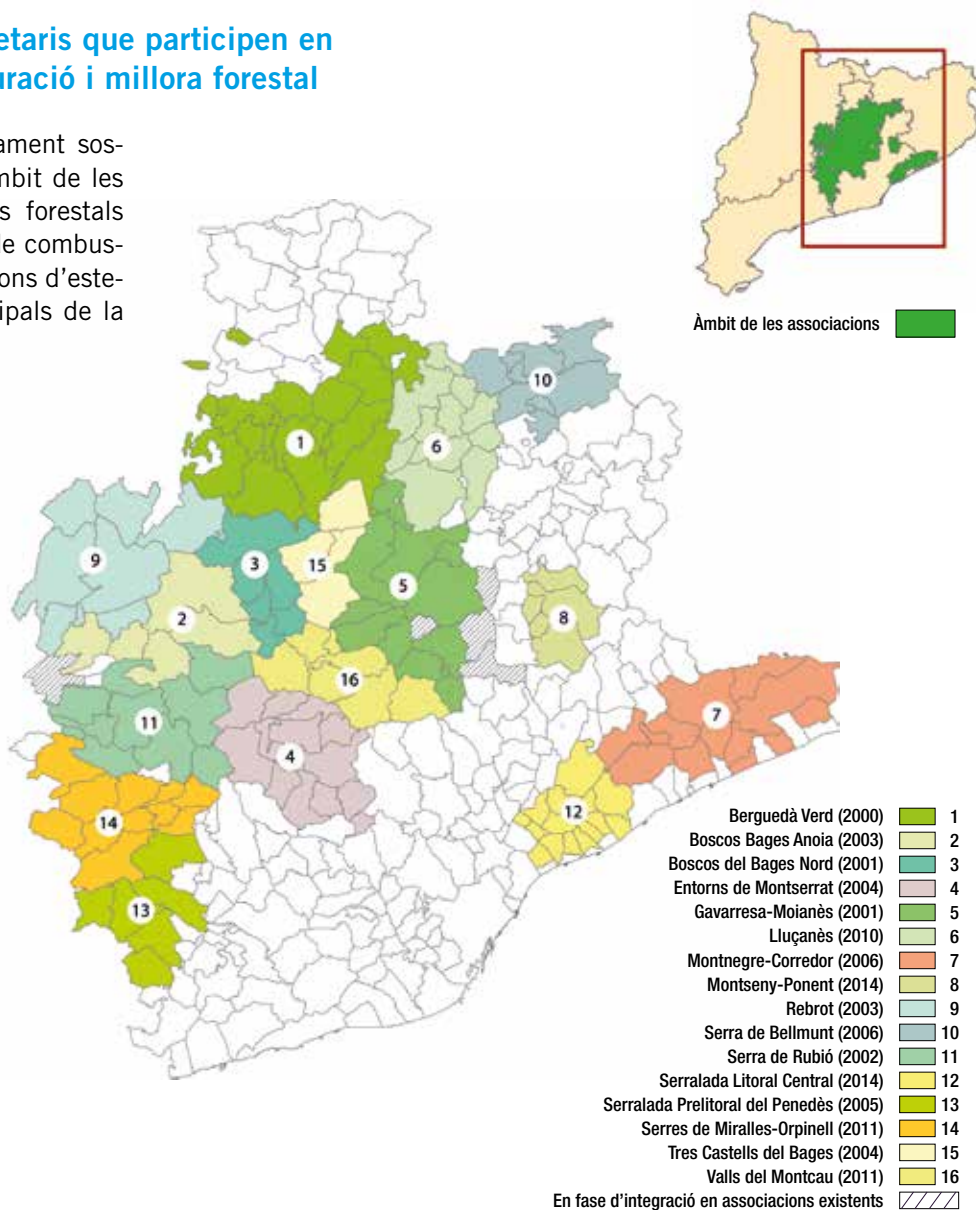 etaris que participen en
uració i millora forestal
ament sos-
mbit de les
s forestals
de combus-
ons d'este-
ipals de la
Àmbit de les associacions
1
10
6
9
3
15
5
2
8
16
11
7
4
14
12
13
Berguedà Verd (2000) 1
Boscos Bages Anoia (2003) 2
Boscos del Bages Nord (2001) 3
Entorns de Montserrat (2004) 4
Gavarresa-Moianès (2001) 5
Lluçanès (2010) 6
Montnegre-Corredor (2006) 7
Montseny-Ponent (2014) 8
Rebrot (2003) 9
Serra de Bellmunt (2006) 10
Serra de Rubió (2002) 11
Serralada Litoral Central (2014) 12
Serralada Prelitoral del Penedès (2005) 13
Serres de Miralles-Orpinell (2011) 14
Tres Castells del Bages (2004) 15
Valls del Montcau (2011) 16
En fase d'integració en associacions existents